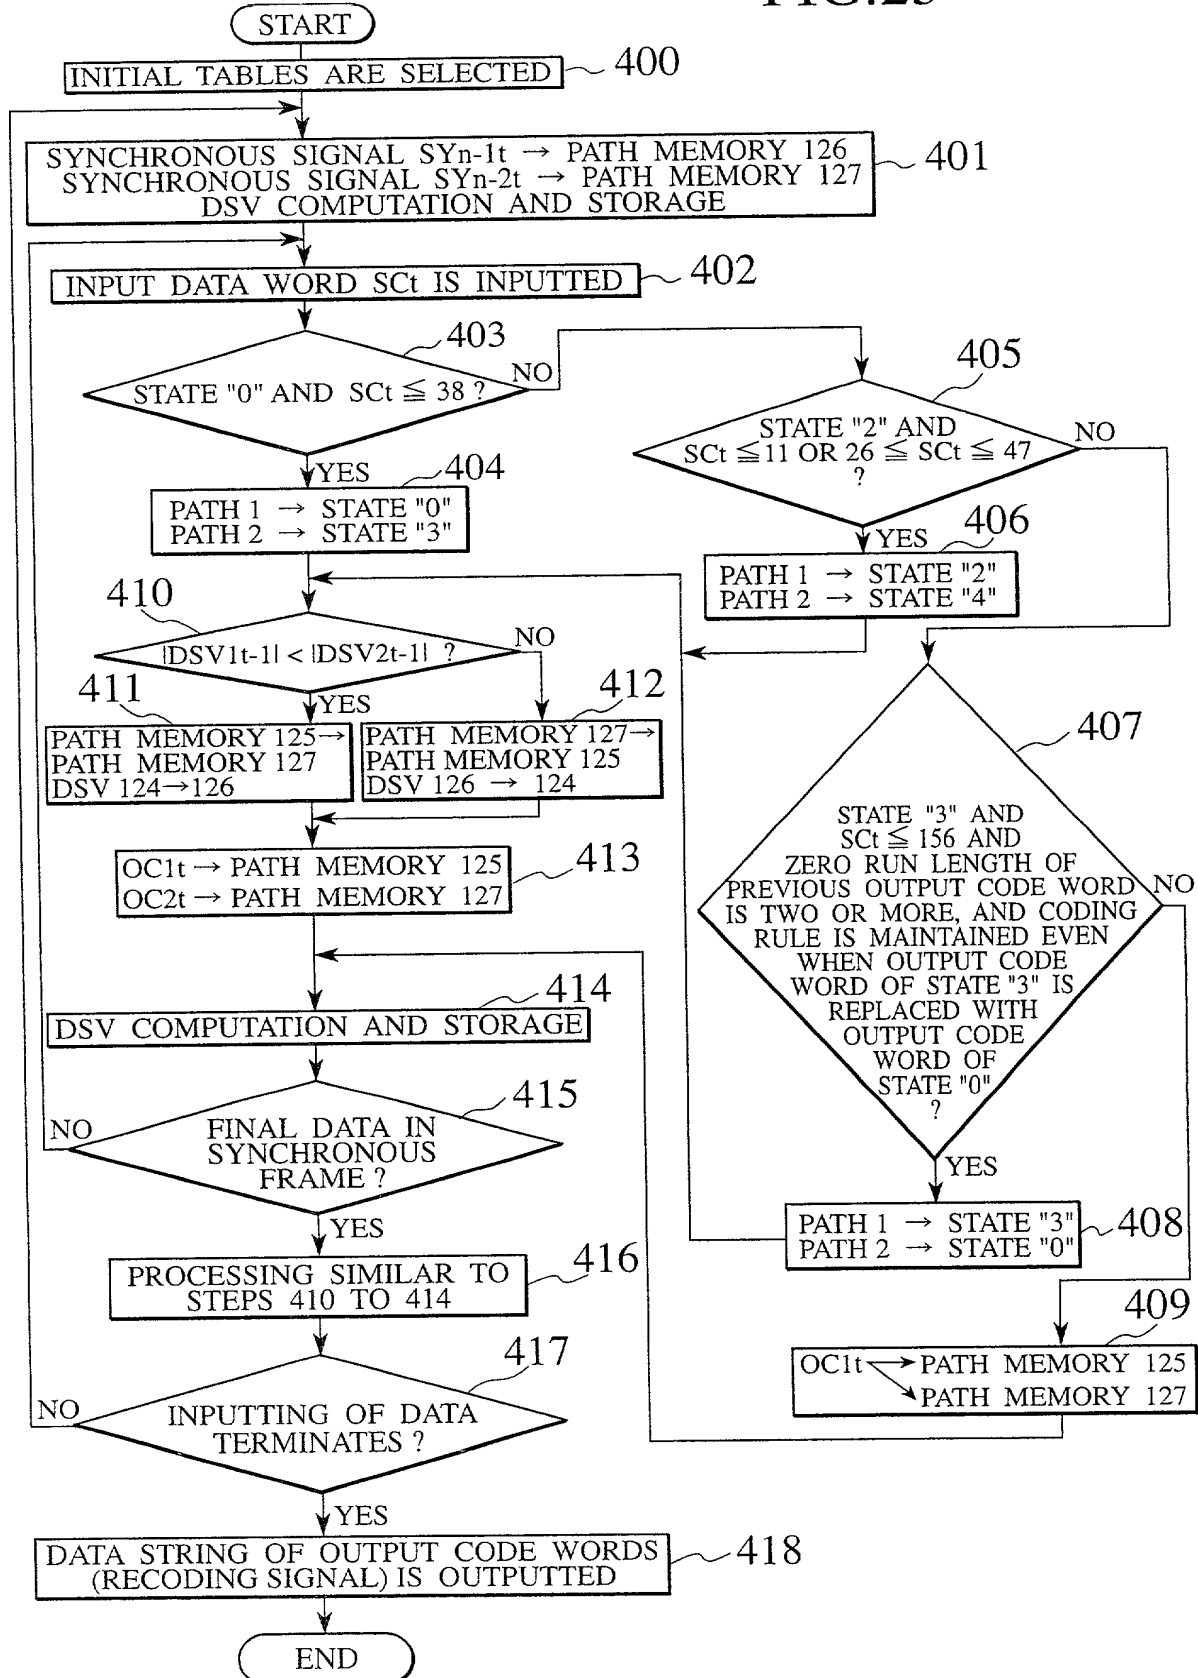 FIG.25
START
INITIAL TABLES ARE SELECTED
400
SYNCHRONOUS SIGNAL SYn-1t → PATH MEMORY 126
SYNCHRONOUS SIGNAL SYn-2t → PATH MEMORY 127
DSV COMPUTATION AND STORAGE
401
INPUT DATA WORD SCt IS INPUTTED
402
403
STATE "0" AND SCt ≦ 38 ?
NO
YES
404
PATH 1 → STATE "0"
PATH 2 → STATE "3"
405
STATE "2" AND
SCt ≦11 OR 26 ≦ SCt ≦ 47
?
NO
YES
406
PATH 1 → STATE "2"
PATH 2 → STATE "4"
407
STATE "3" AND
SCt ≦ 156 AND
ZERO RUN LENGTH OF
PREVIOUS OUTPUT CODE WORD
IS TWO OR MORE, AND CODING
RULE IS MAINTAINED EVEN
WHEN OUTPUT CODE
WORD OF STATE "3" IS
REPLACED WITH
OUTPUT CODE
WORD OF
STATE "0"
?
NO
YES
PATH 1 → STATE "3"
PATH 2 → STATE "0"
408
409
OC1t → PATH MEMORY 125
PATH MEMORY 127
410
|DSV1t-1| < |DSV2t-1| ?
NO
YES
411
PATH MEMORY 125→
PATH MEMORY 127
DSV 124→126
412
PATH MEMORY 127→
PATH MEMORY 125
DSV 126 → 124
OC1t → PATH MEMORY 125
OC2t → PATH MEMORY 127
413
414
DSV COMPUTATION AND STORAGE
415
FINAL DATA IN
SYNCHRONOUS
FRAME ?
NO
YES
PROCESSING SIMILAR TO
STEPS 410 TO 414
416
417
INPUTTING OF DATA
TERMINATES ?
NO
YES
DATA STRING OF OUTPUT CODE WORDS
(RECODING SIGNAL) IS OUTPUTTED
418
END